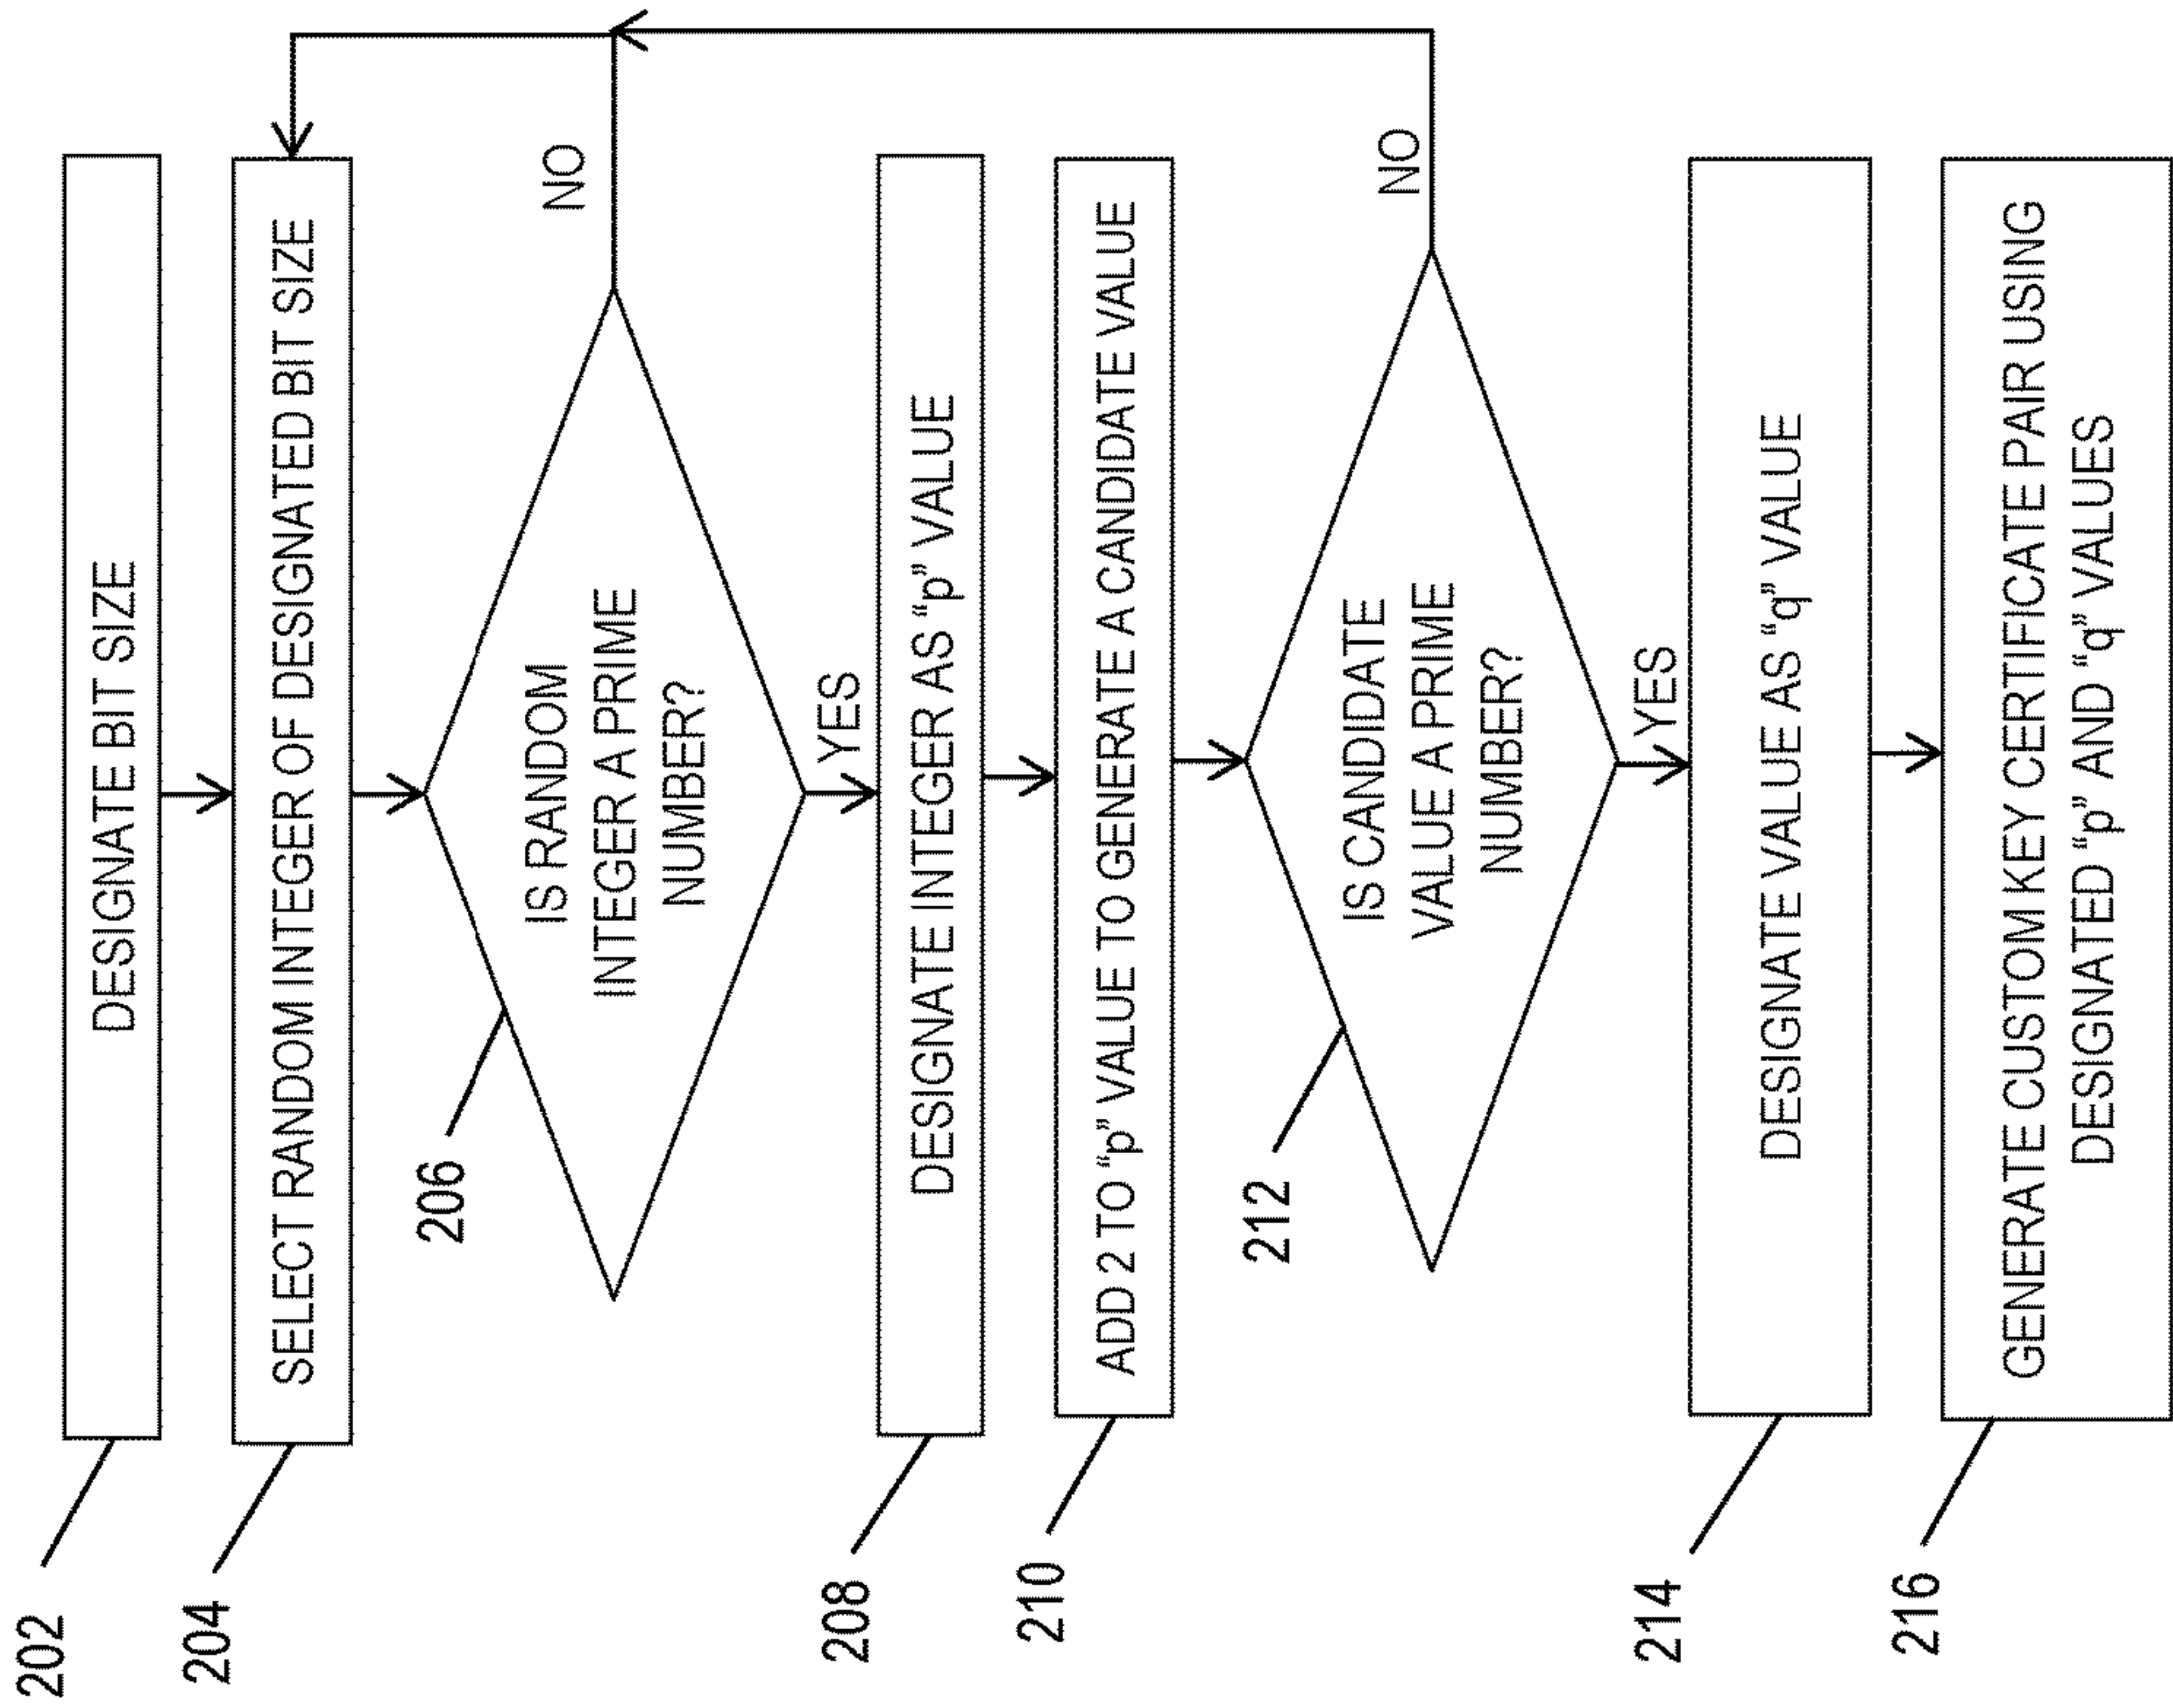 202
DESIGNATE BIT SIZE
204
SELECT RANDOM INTEGER OF DESIGNATED BIT SIZE
206
IS RANDOM
INTEGER A PRIME
NUMBER?
NO
YES
208
DESIGNATE INTEGER AS “p” VALUE
210
ADD 2 TO “p” VALUE TO GENERATE A CANDIDATE VALUE
212
IS CANDIDATE
VALUE A PRIME
NUMBER?
NO
YES
214
DESIGNATE VALUE AS “q” VALUE
216
GENERATE CUSTOM KEY CERTIFICATE PAIR USING
DESIGNATED “p” AND “q” VALUES